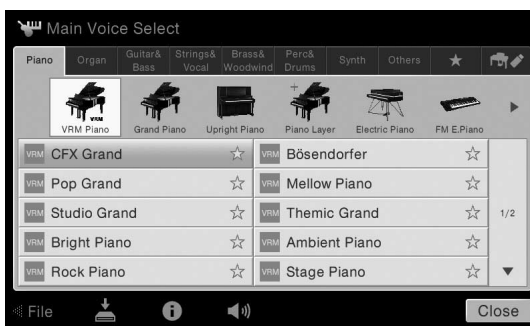 Main Voice Select
Piano
Organ
Guitar&
Bass
Strings&
Vocal
Brass&
Woodwind
Perc&
Drums
Synth
Others
VRM
VRM Piano
Grand Piano
Upright Piano
Piano Layer
Electric Piano
FM E.Piano
VRM CFX Grand
VRM Bösendorfer
VRM Pop Grand
VRM Mellow Piano
VRM Studio Grand
VRM Themic Grand
1/2
VRM Bright Piano
VRM Ambient Piano
VRM Rock Piano
VRM Stage Piano
File
Close